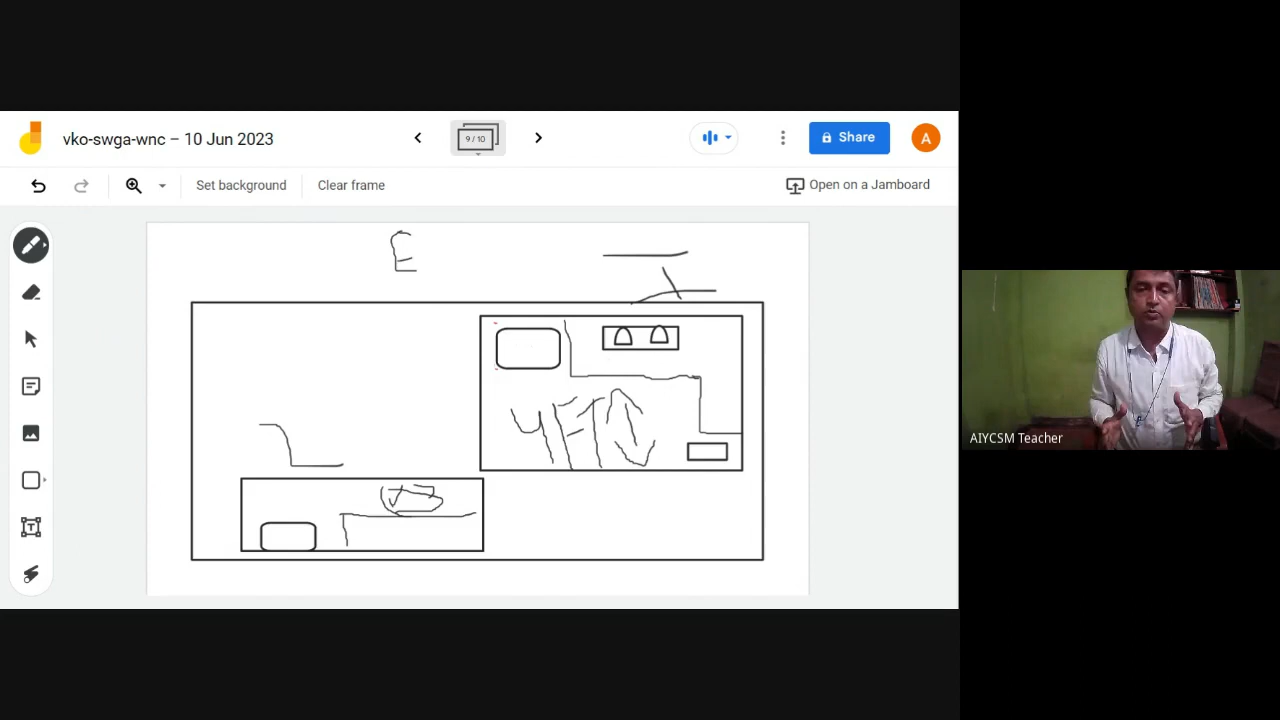 vko-swga-wnc – 10 Jun 2023
9 / 10
Share
A
Set background
Clear frame
Open on a Jamboard
E
T
AIYCSM Teacher